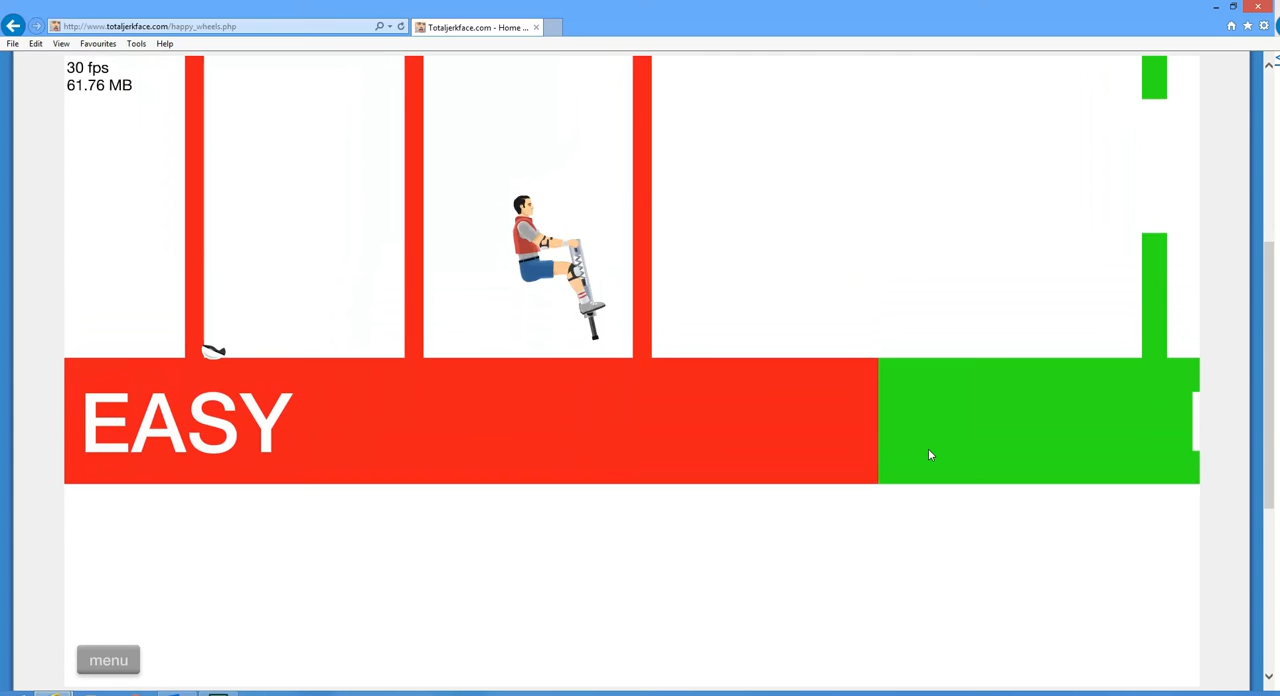 http://www.totaljerkface.com/happy_wheels.php
Totaljerkface.com - Home ...
File Edit View Favourites Tools Help
30 fps
61.76 MB
EASY
menu